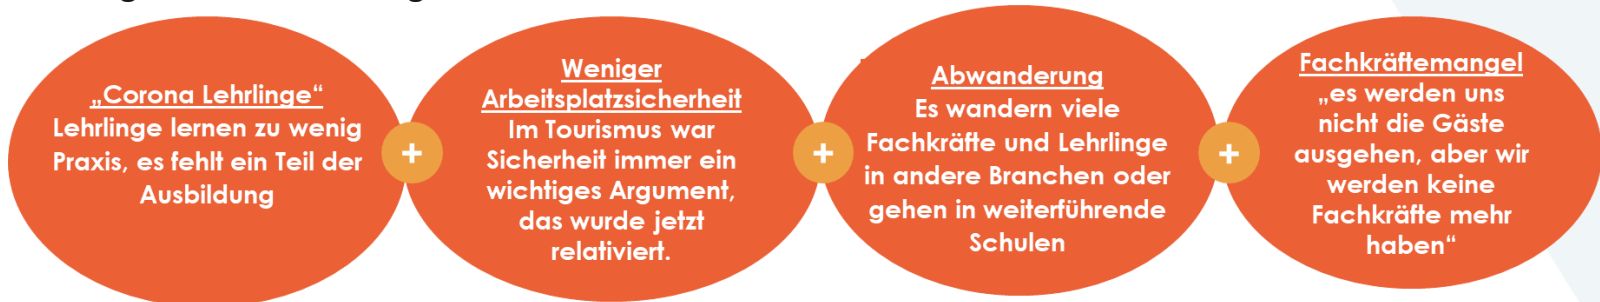 „Corona Lehrlinge“
Lehrlinge lernen zu wenig
Praxis, es fehlt ein Teil der
Ausbildung
+
Weniger
Arbeitsplatzsicherheit
Im Tourismus war
Sicherheit immer ein
wichtiges Argument,
das wurde jetzt
relativiert.
+
Abwanderung
Es wandern viele
Fachkräfte und Lehrlinge
in andere Branchen oder
gehen in weiterführende
Schulen
+
Fachkräftemangel
„es werden uns
nicht die Gäste
ausgehen, aber wir
werden keine
Fachkräfte mehr
haben“